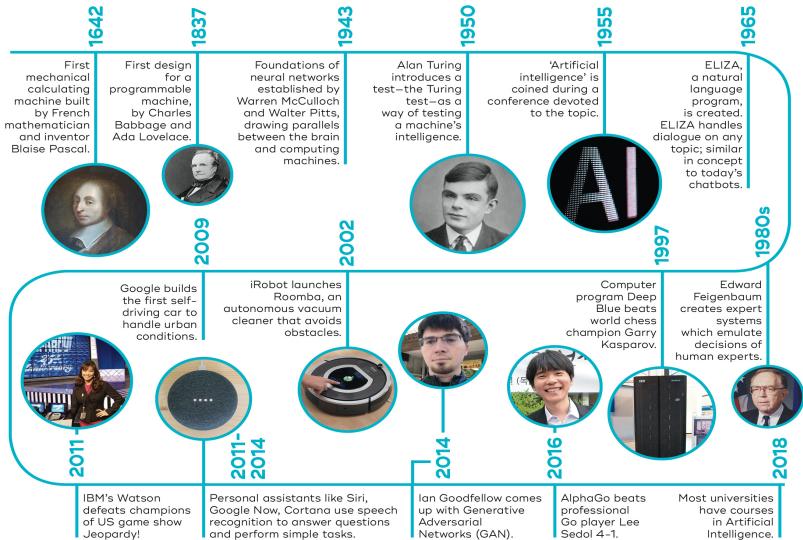 1642
First
mechanical
calculating
machine built
by French
mathematician
and inventor
Blaise Pascal.
1837
First design
for a
programmable
machine,
by Charles
Babbage and
Ada Lovelace.
1943
Foundations of
neural networks
established by
Warren McCulloch
and Walter Pitts,
drawing parallels
between the brain
and computing
machines.
1950
Alan Turing
introduces a
test—the Turing
test—as a
way of testing
a machine's
intelligence.
1955
'Artificial
intelligence' is
coined during a
conference devoted
to the topic.
AI
1965
ELIZA,
a natural
language
program,
is created.
ELIZA handles
dialogue on any
topic; similar
in concept
to today's
chatbots.
2009
Google builds
the first self-
driving car to
handle urban
conditions.
2002
iRobot launches
Roomba, an
autonomous vacuum
cleaner that avoids
obstacles.
1997
Computer
program Deep
Blue beats
world chess
champion Garry
Kasparov.
1980s
Edward
Feigenbaum
creates expert
systems
which emulate
decisions of
human experts.
2011-
IBM's Watson
defeats champions
of US game show
Jeopardy!
2011-
2014
Personal assistants like Siri,
Google Now, Cortana use speech
recognition to answer questions
and perform simple tasks.
2014
Ian Goodfellow comes
up with Generative
Adversarial
Networks (GAN).
2016
AlphaGo beats
professional
Go player Lee
Sedol 4-1.
2018
Most universities
have courses
in Artificial
Intelligence.